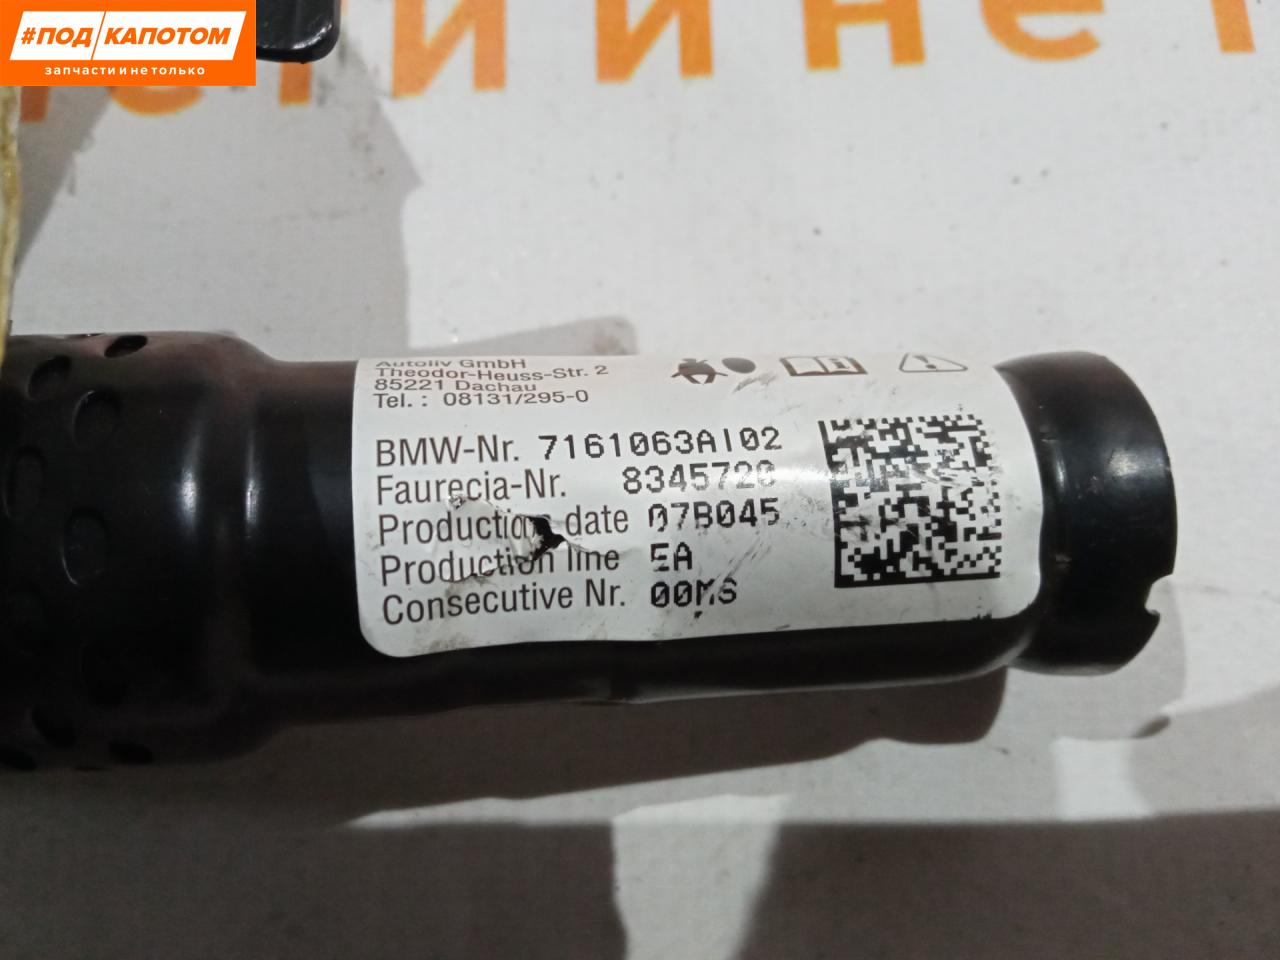 #ПОД КАПОТОМ
запчасти и не только
Autoliv GmbH
Theodor-Heuss-Str. 2
85221 Dachau
Tel. : 08131/295-0
BMW-Nr. 7161063AI02
Faurecia-Nr.
Production date 07B045
Production line EA
Consecutive Nr. 00MS